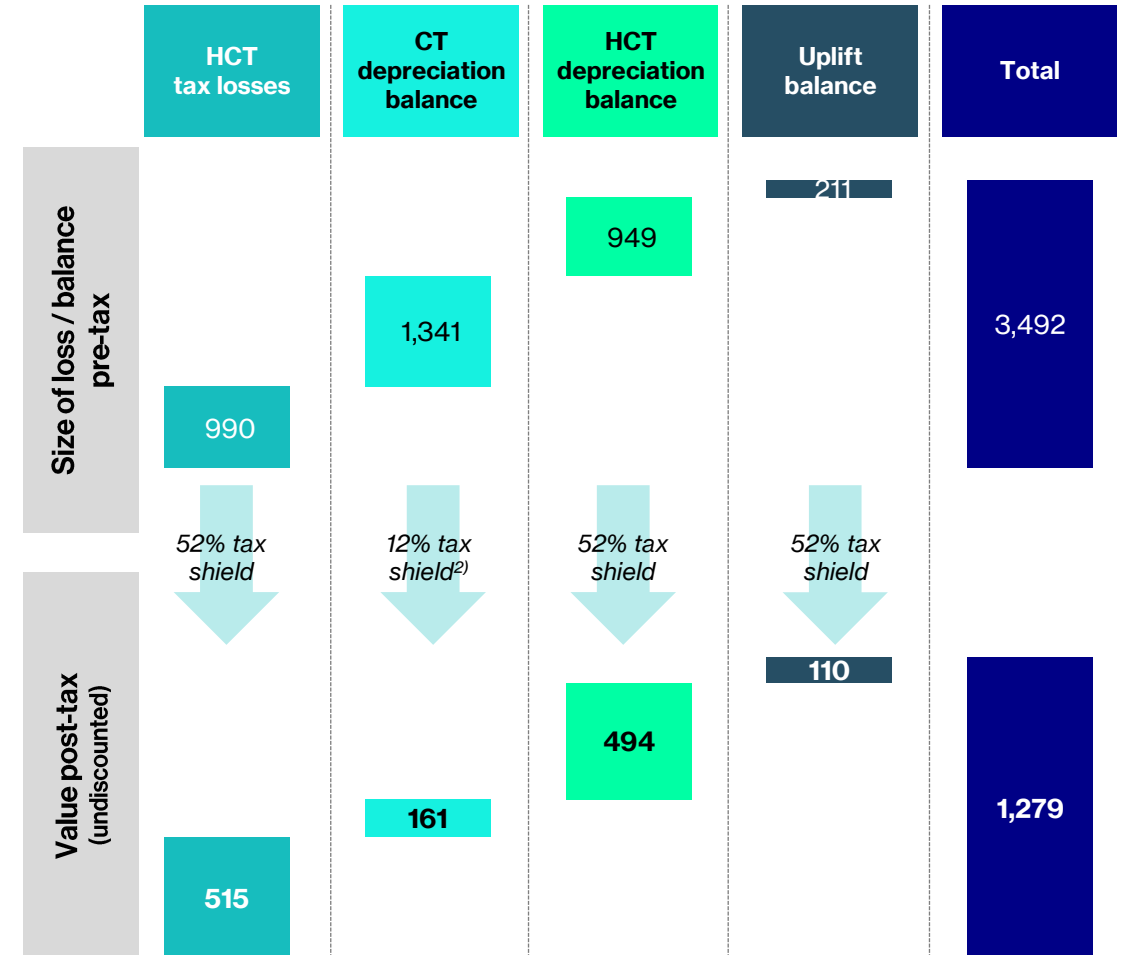 HCT
tax losses
CT
depreciation
balance
HCT
depreciation
balance
Uplift
balance
Total
Size of loss / balance
pre-tax
990
1,341
949
211
3,492
52% tax
shield
12% tax
shield2)
52% tax
shield
52% tax
shield
Value post-tax
(undiscounted)
515
161
494
110
1,279